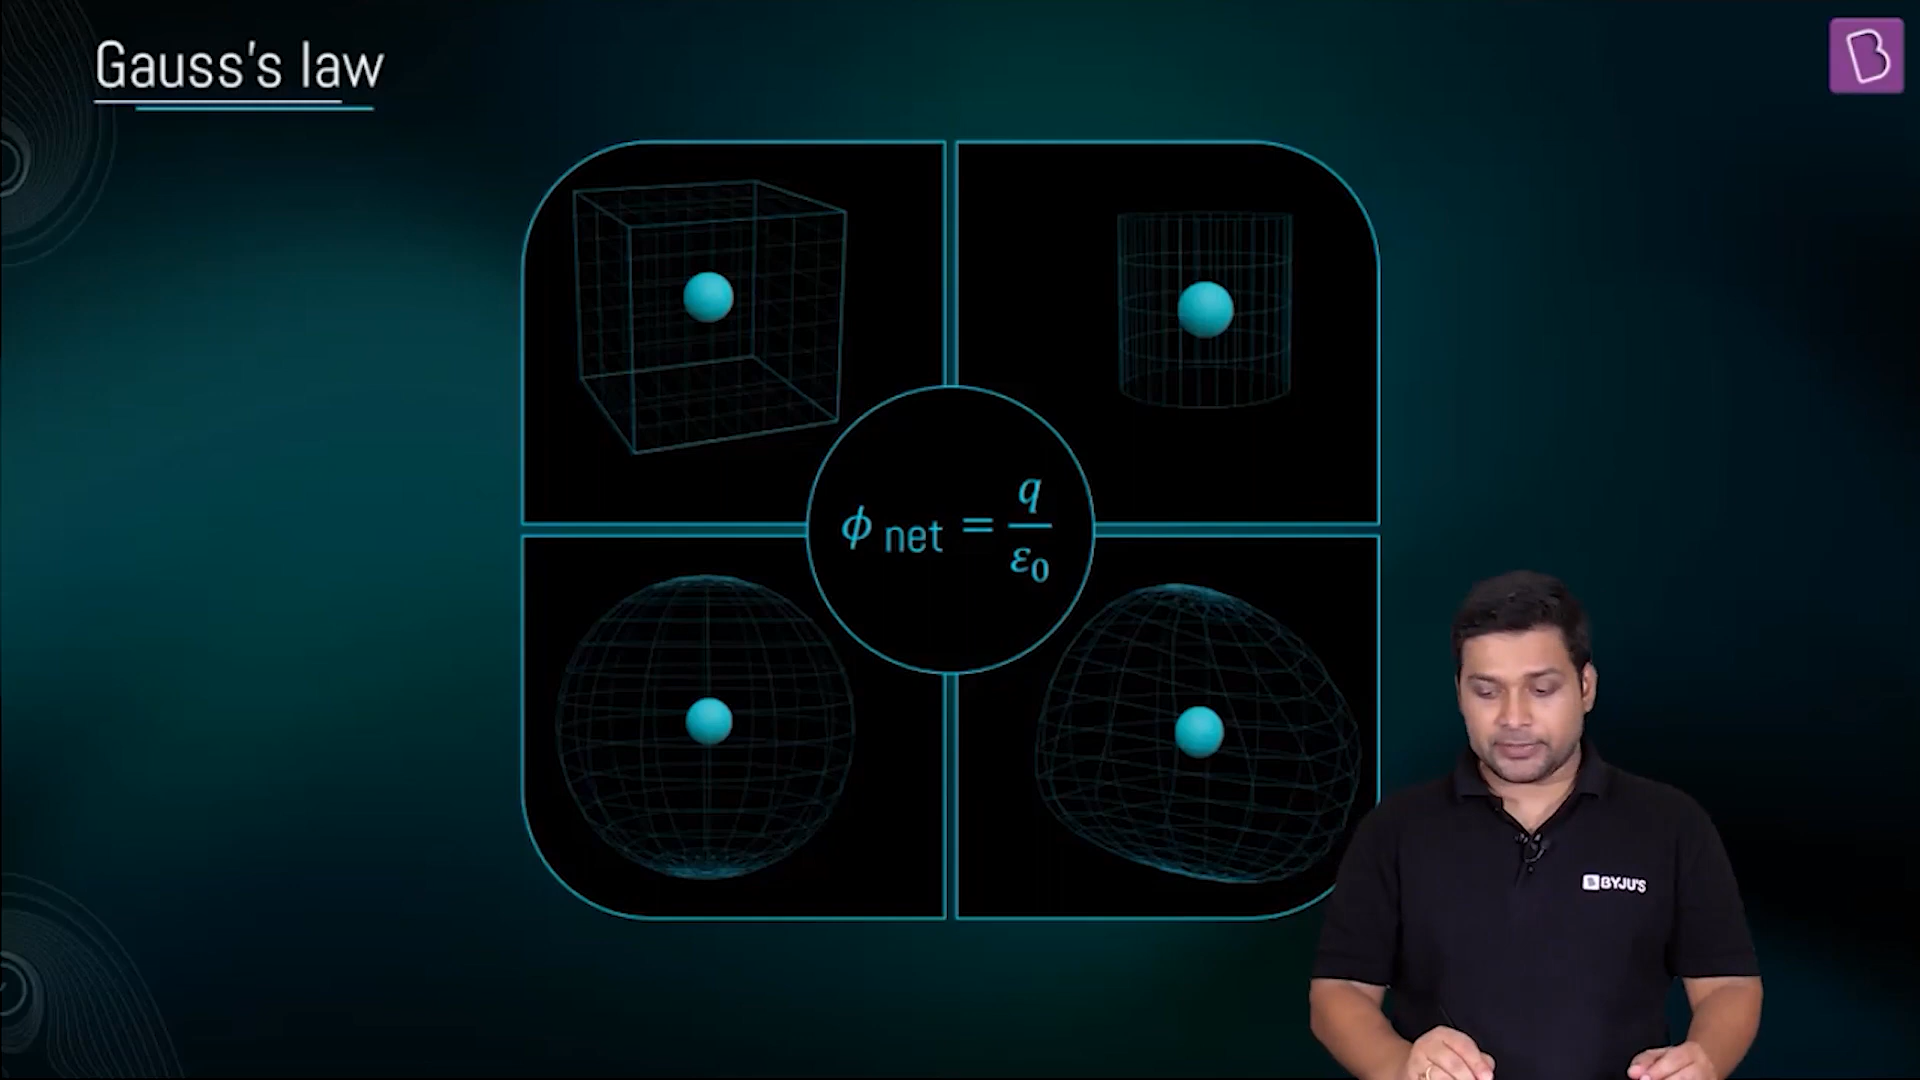 Gauss's law
B
ϕ net = q/ε₀
BYJU'S